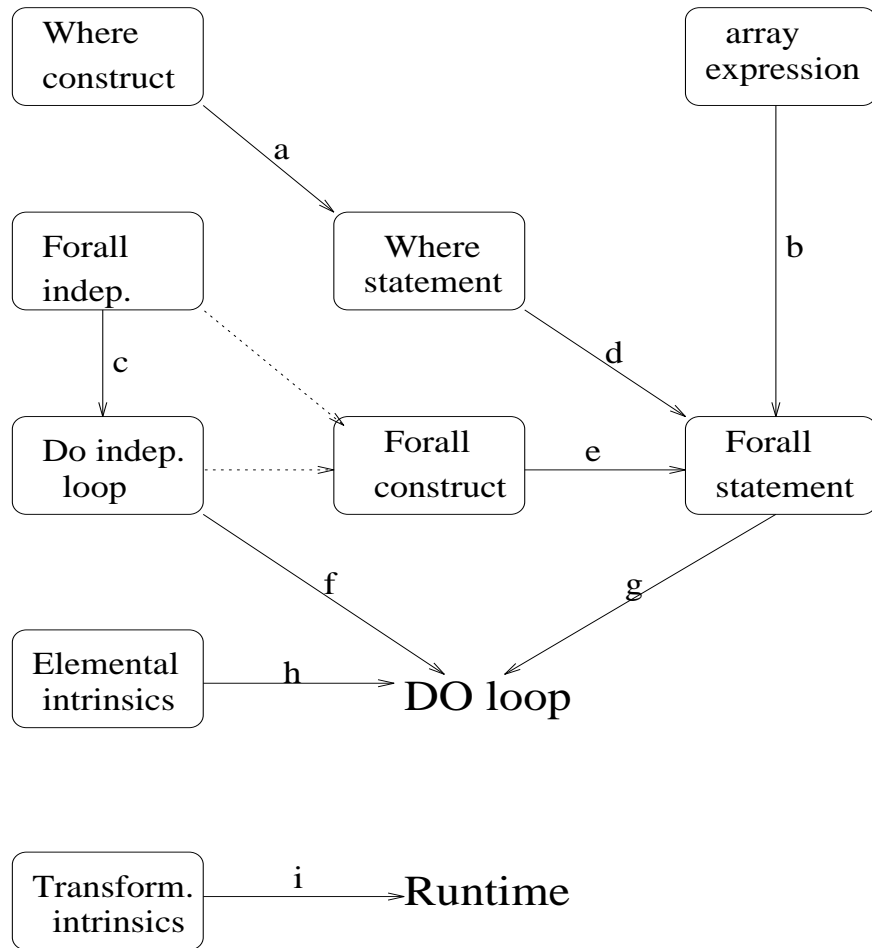 Where
construct
array
expression
a
Forall
indep.
Where
statement
b
c
d
Do indep.
loop
Forall
construct
e
Forall
statement
f
g
Elemental
intrinsics
h
DO loop
Transform.
intrinsics
i
Runtime